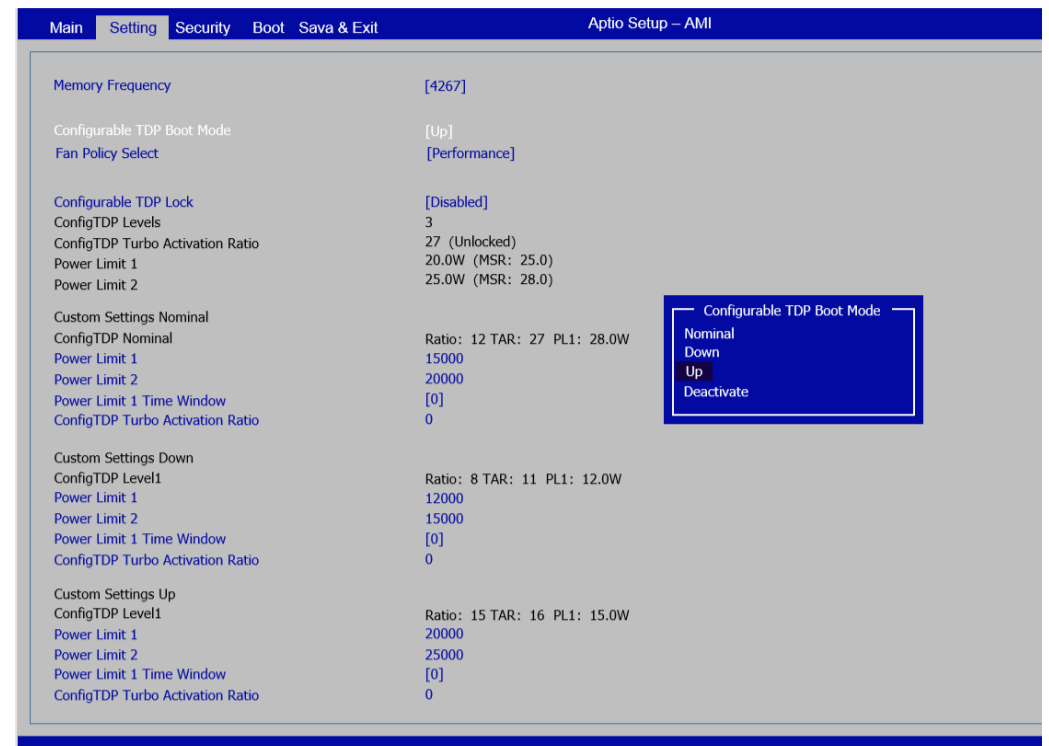 Main Setting Security Boot Sava & Exit Aptio Setup – AMI
Memory Frequency [4267]
Configurable TDP Boot Mode [Up]
Fan Policy Select [Performance]
Configurable TDP Lock [Disabled]
ConfigTDP Levels 3
ConfigTDP Turbo Activation Ratio 27 (Unlocked)
Power Limit 1 20.0W (MSR: 25.0)
Power Limit 2 25.0W (MSR: 28.0)
Custom Settings Nominal
ConfigTDP Nominal Ratio: 12 TAR: 27 PL1: 28.0W
Power Limit 1 15000
Power Limit 2 20000
Power Limit 1 Time Window [0]
ConfigTDP Turbo Activation Ratio 0
Custom Settings Down
ConfigTDP Level1 Ratio: 8 TAR: 11 PL1: 12.0W
Power Limit 1 12000
Power Limit 2 15000
Power Limit 1 Time Window [0]
ConfigTDP Turbo Activation Ratio 0
Custom Settings Up
ConfigTDP Level1 Ratio: 15 TAR: 16 PL1: 15.0W
Power Limit 1 20000
Power Limit 2 25000
Power Limit 1 Time Window [0]
ConfigTDP Turbo Activation Ratio 0
Configurable TDP Boot Mode
Nominal
Down
Up
Deactivate